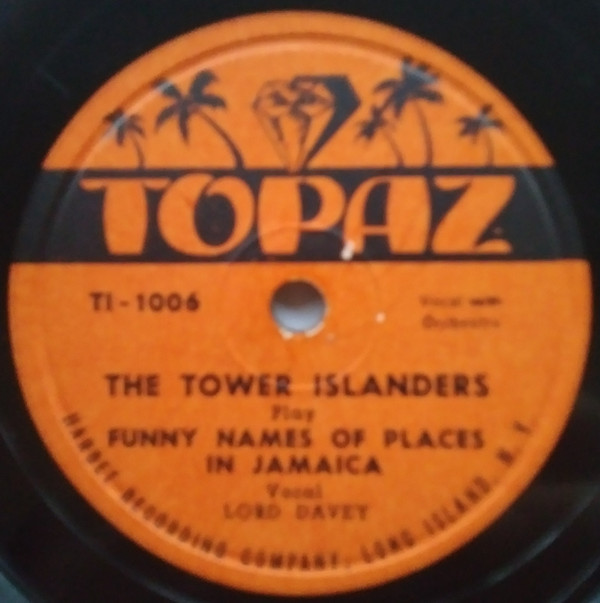 TOPAZ
TI-1006
Vocal with
Orchestra
THE TOWER ISLANDERS
Play
FUNNY NAMES OF PLACES
IN JAMAICA
Vocal
LORD DAVEY
RECORDING COMPANY, LONG ISLAND, N.Y.